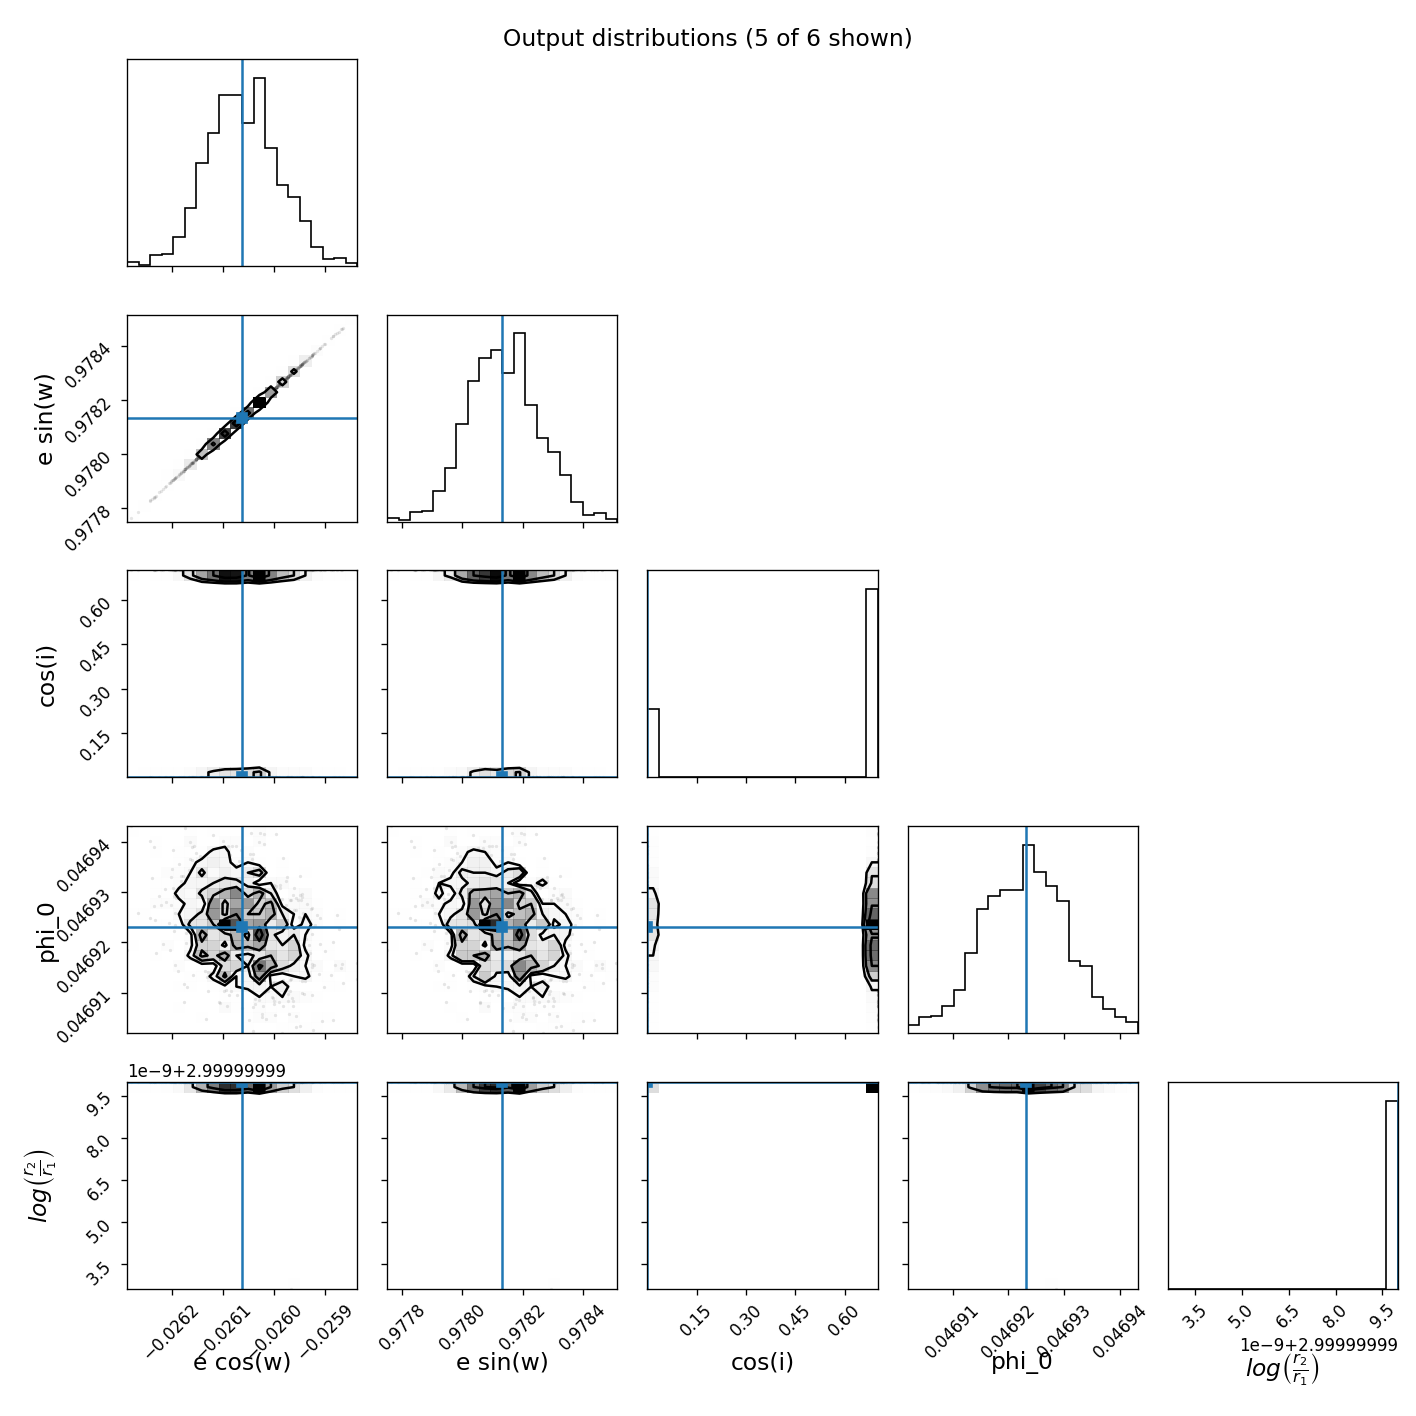 Output distributions (5 of 6 shown)
e sin(w)
0.9784
0.9782
0.9780
0.9778
cos(i)
0.60
0.45
0.30
0.15
phi_0
0.04694
0.04693
0.04692
0.04691
1e−9+2.99999999
log(r₂/r₁)
9.5
8.0
6.5
5.0
3.5
−0.0262 −0.0261 −0.0260 −0.0259
e cos(w)
0.9778 0.9780 0.9782 0.9784
e sin(w)
0.15 0.30 0.45 0.60
cos(i)
0.04691 0.04692 0.04693 0.04694
phi_0
3.5 5.0 6.5 8.0 9.5
1e−9+2.99999999
log(r₂/r₁)